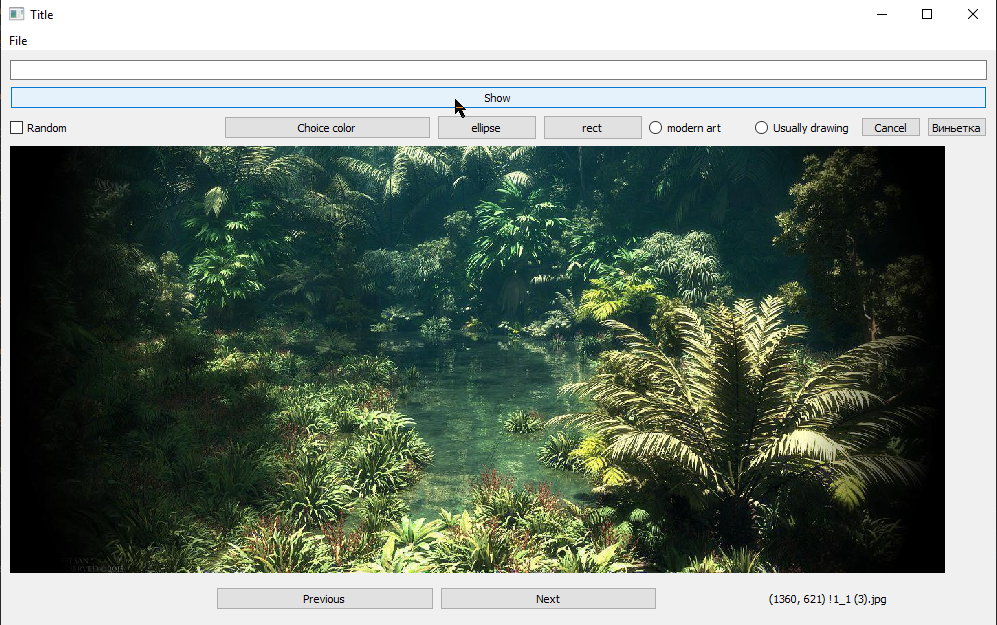 Title
File
Show
Random Choice color ellipse rect modern art Usually drawing Cancel Виньетка
Previous Next (1360, 621) !1_1 (3).jpg